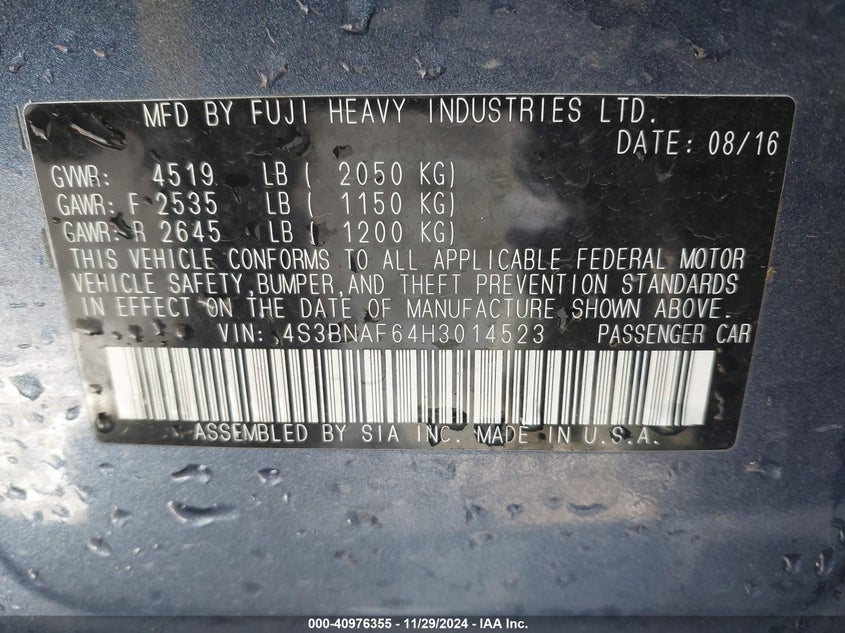 MFD BY FUJI HEAVY INDUSTRIES LTD.
DATE: 08/16
GVWR: 4519 LB ( 2050 KG)
GAWR: F 2535 LB ( 1150 KG)
GAWR: R 2645 LB ( 1200 KG)
THIS VEHICLE CONFORMS TO ALL APPLICABLE FEDERAL MOTOR
VEHICLE SAFETY, BUMPER, AND THEFT PREVENTION STANDARDS
IN EFFECT ON THE DATE OF MANUFACTURE SHOWN ABOVE.
VIN: 4S3BNAF64H3014523 PASSENGER CAR
ASSEMBLED BY SIA INC. MADE IN U.S.A.
000-40976355 - 11/29/2024 - IAA Inc.